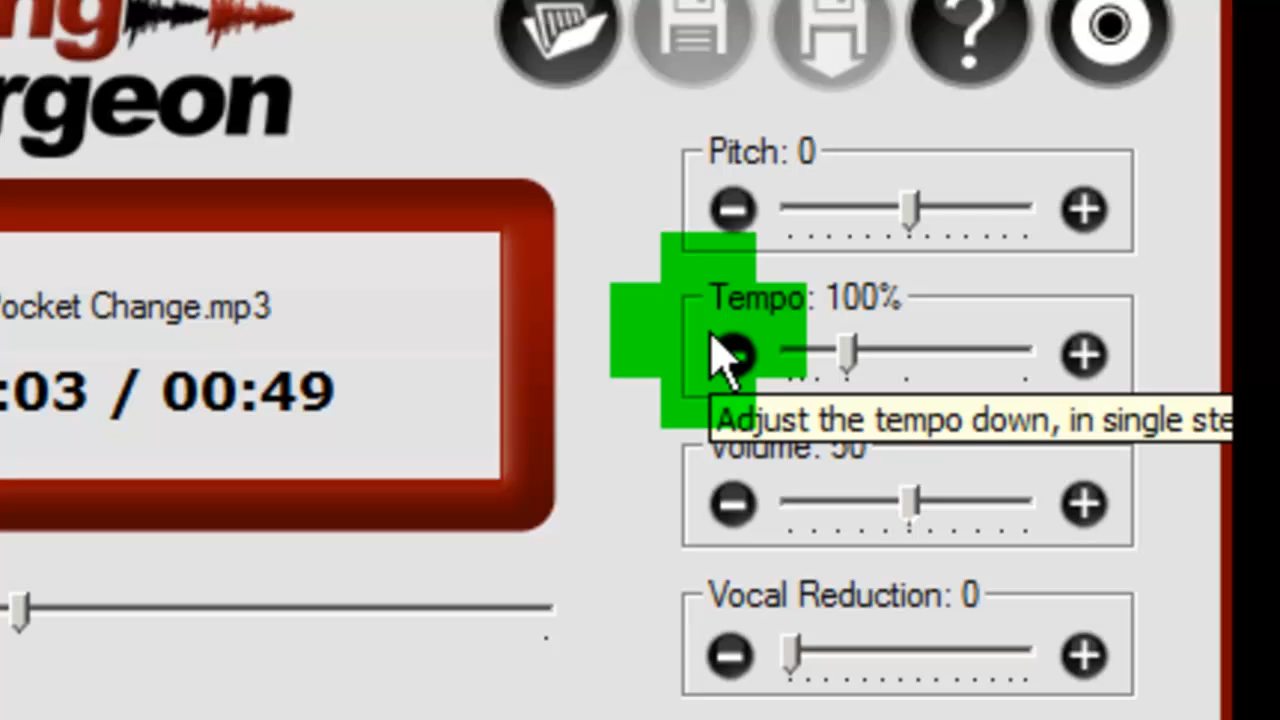 ng
rgeon
Pitch: 0
Tempo: 100%
ocket Change.mp3
:03 / 00:49
Adjust the tempo down, in single ste
Volume: 50
Vocal Reduction: 0